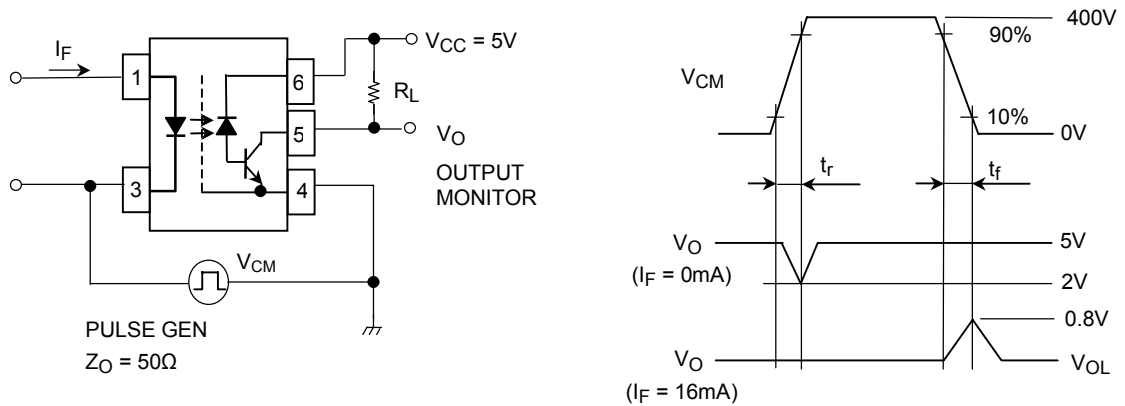 I_F
1
3
6
5
4
V_CC = 5V
R_L
V_O
OUTPUT
MONITOR
V_CM
PULSE GEN
Z_O = 50Ω
V_CM
400V
90%
10%
0V
t_r
t_f
V_O
(I_F = 0mA)
5V
2V
0.8V
V_O
(I_F = 16mA)
V_OL